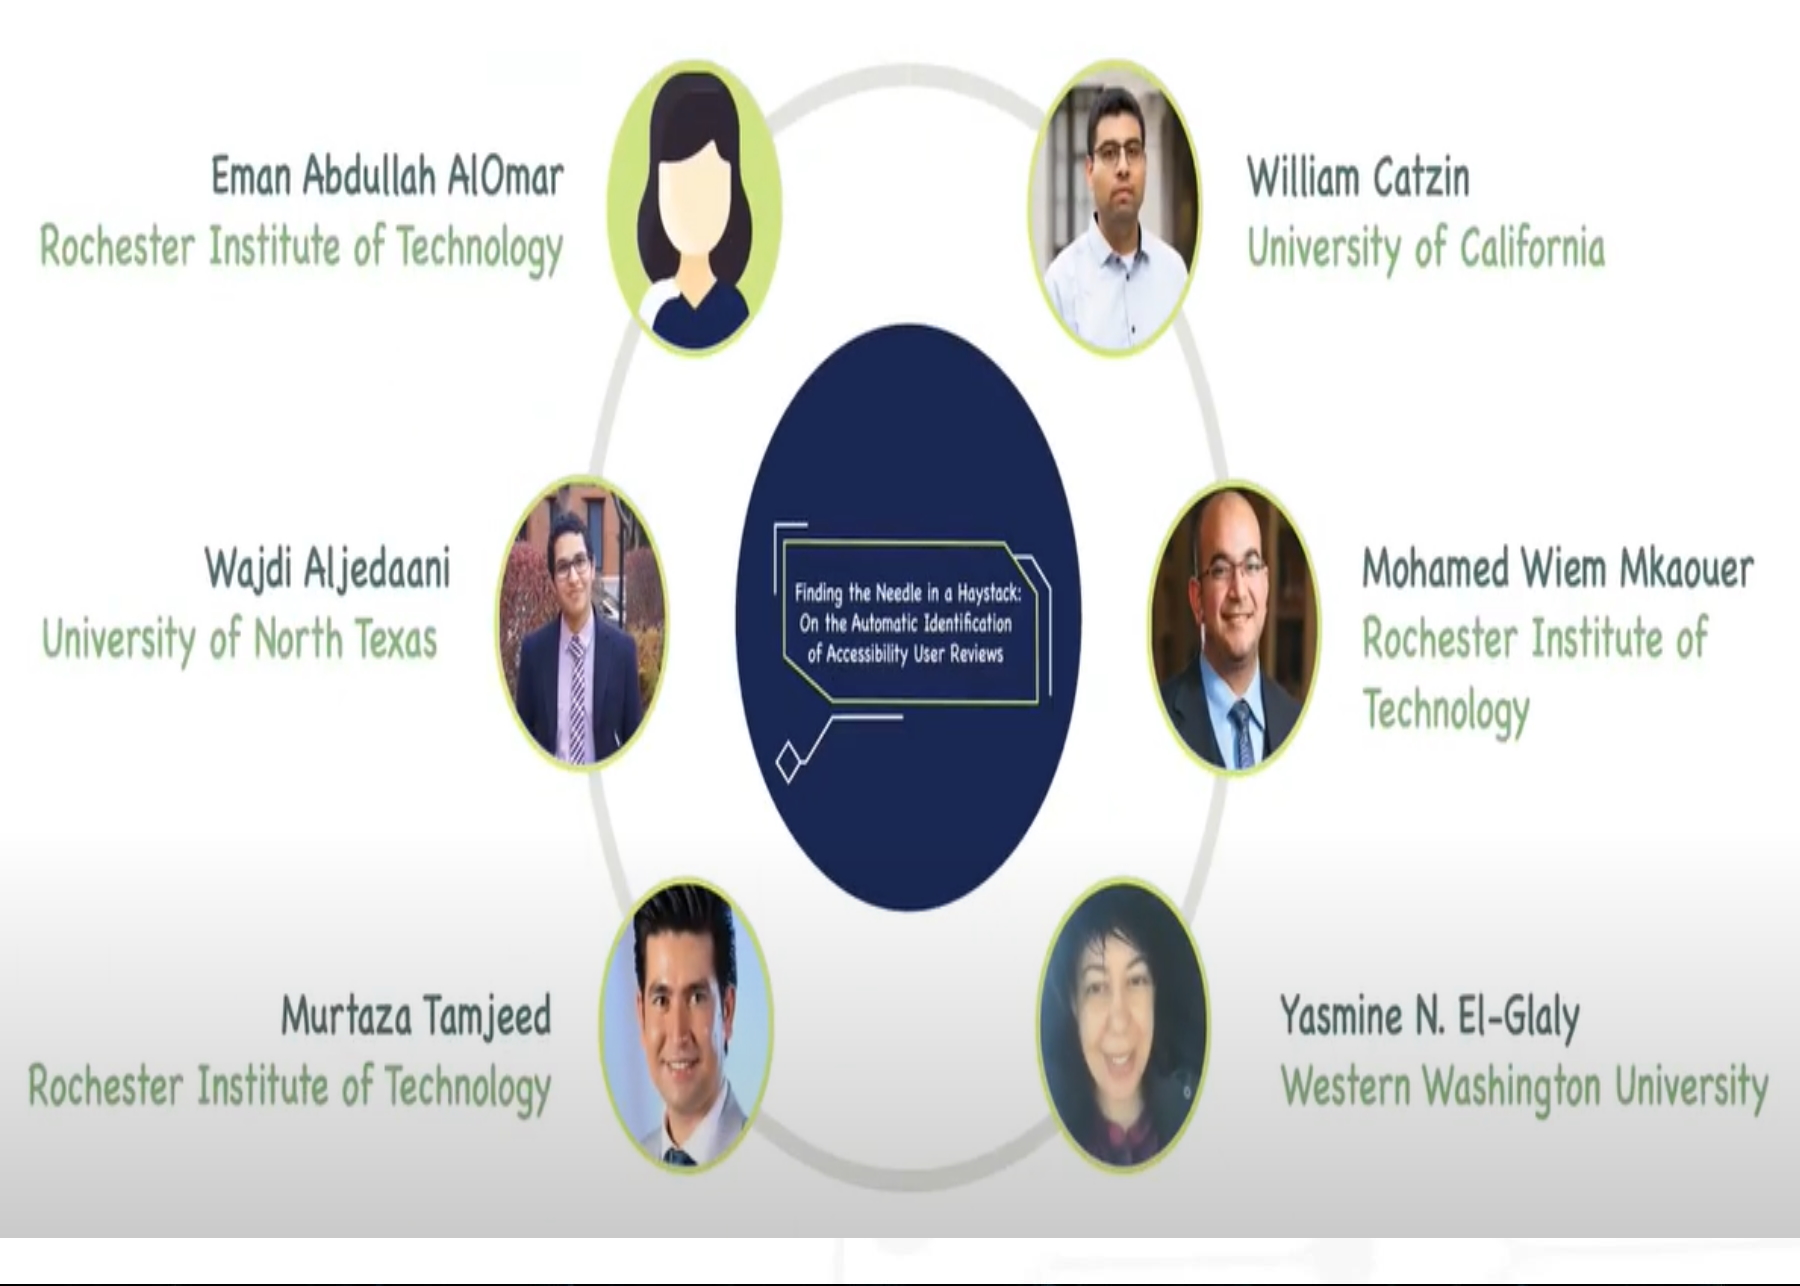 Eman Abdullah AlOmar
Rochester Institute of Technology
William Catzin
University of California
Wajdi Aljedaani
University of North Texas
Finding the Needle in a Haystack:
On the Automatic Identification
of Accessibility User Reviews
Mohamed Wiem Mkaouer
Rochester Institute of
Technology
Murtaza Tamjeed
Rochester Institute of Technology
Yasmine N. El-Glaly
Western Washington University